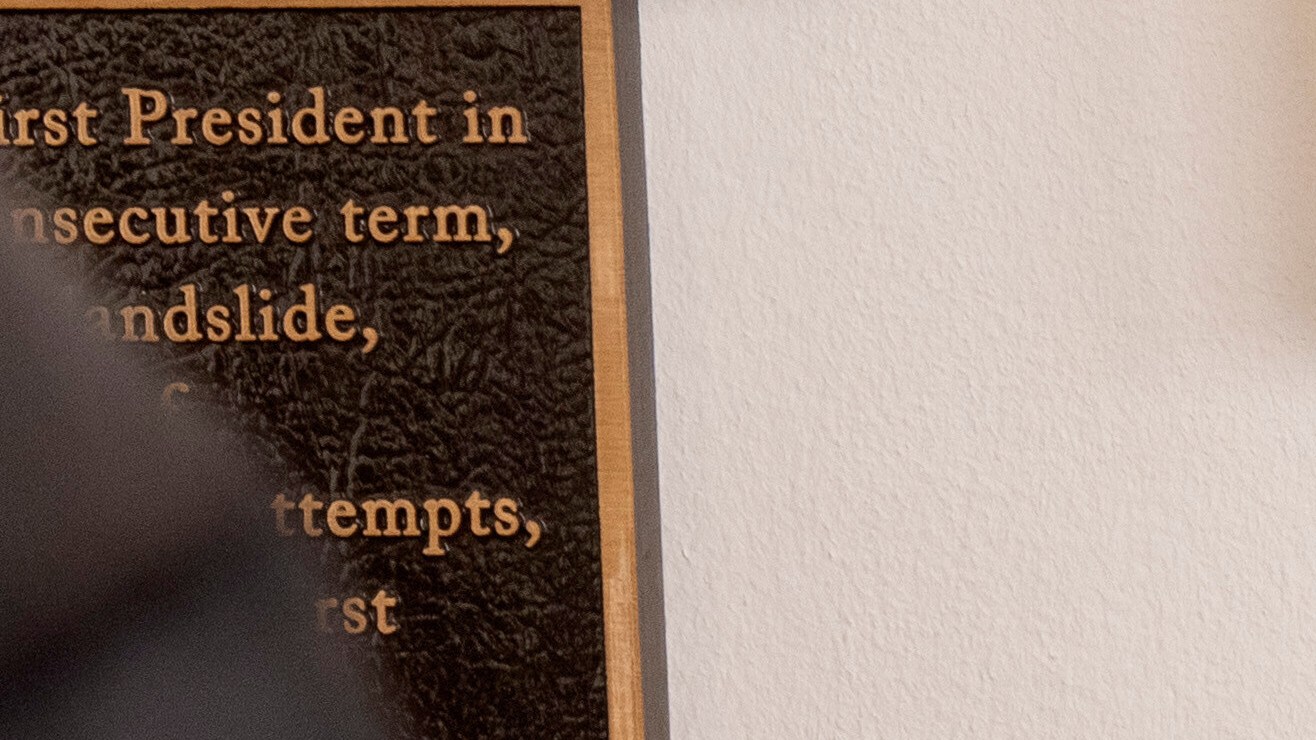 irst President in
nsecutive term,
andslide,
ttempts,
rst